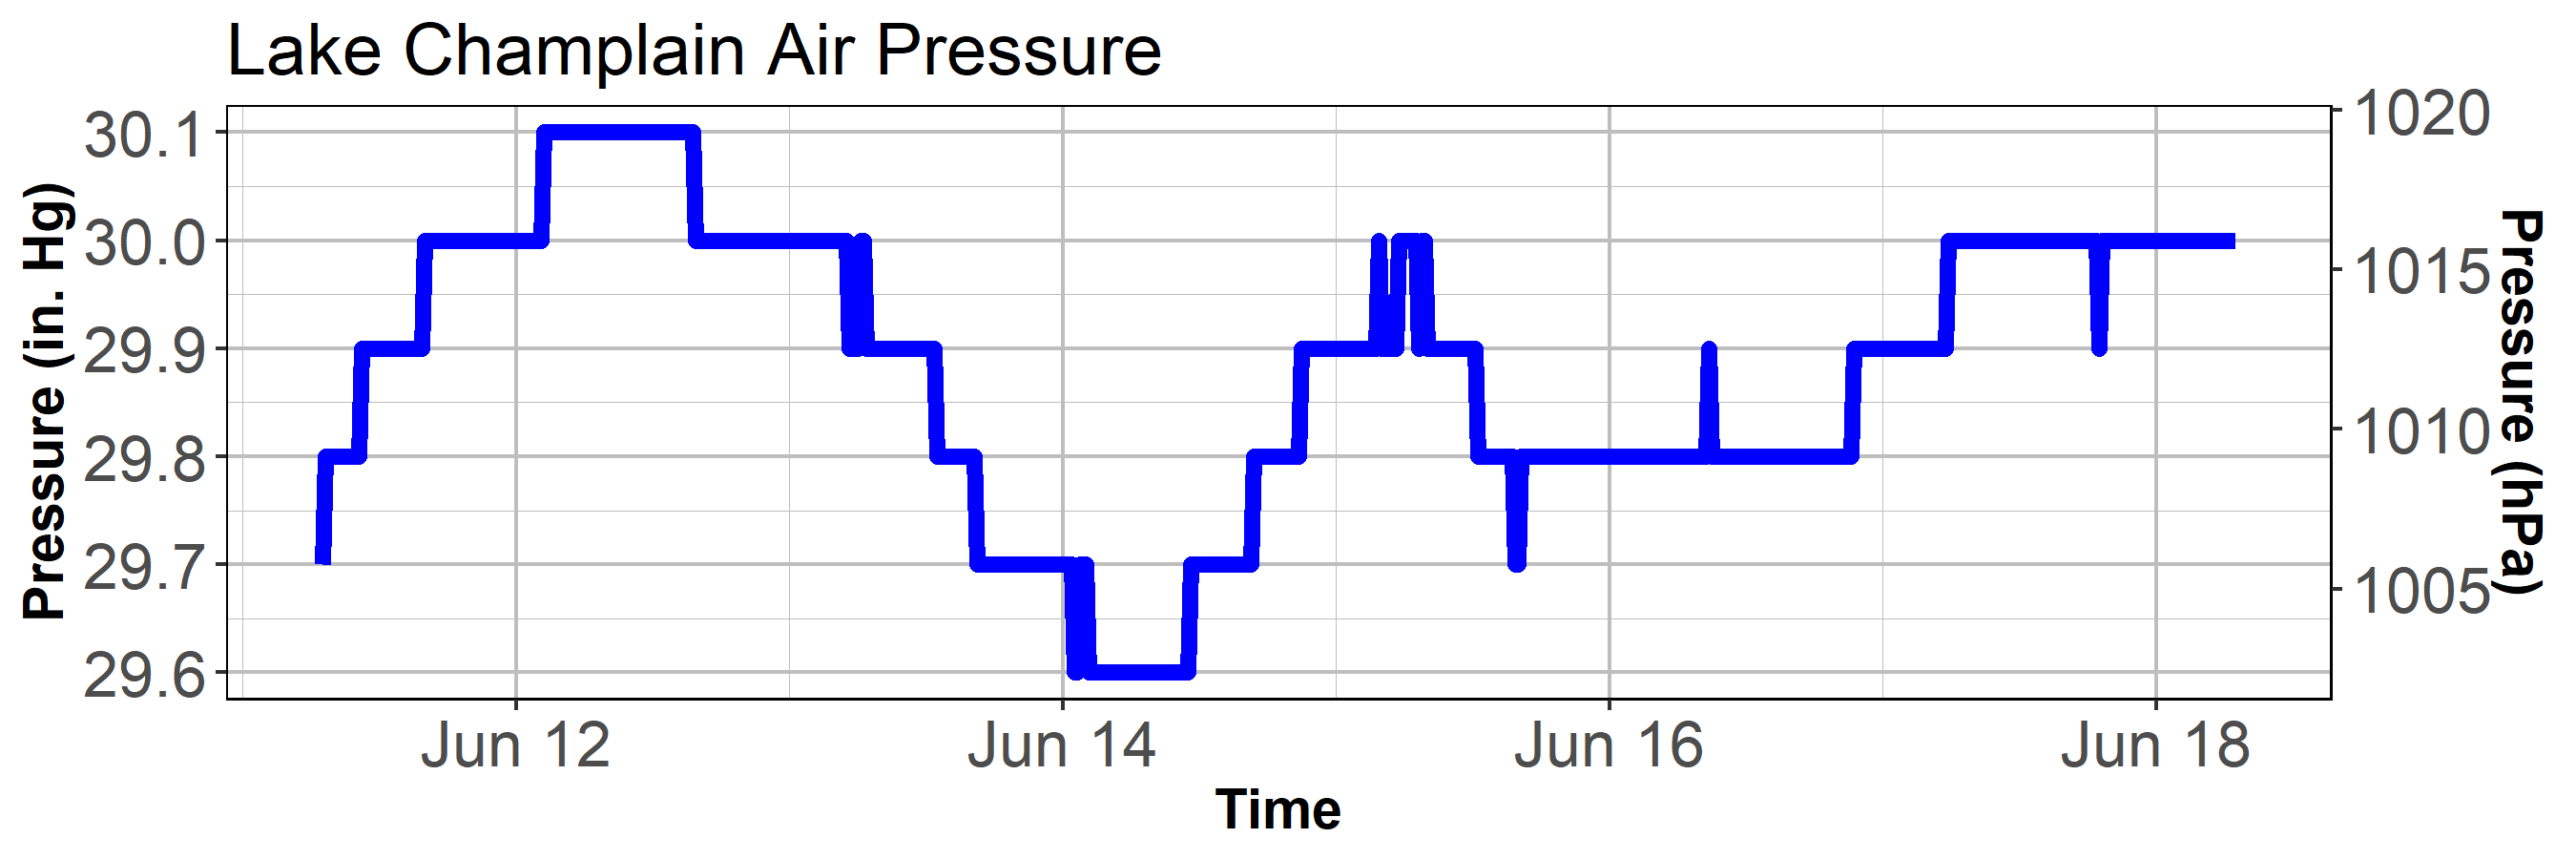 Lake Champlain Air Pressure
Pressure (in. Hg)
30.1
30.0
29.9
29.8
29.7
29.6
1020
1015
1010
1005
Pressure (hPa)
Jun 12 Jun 14 Jun 16 Jun 18
Time